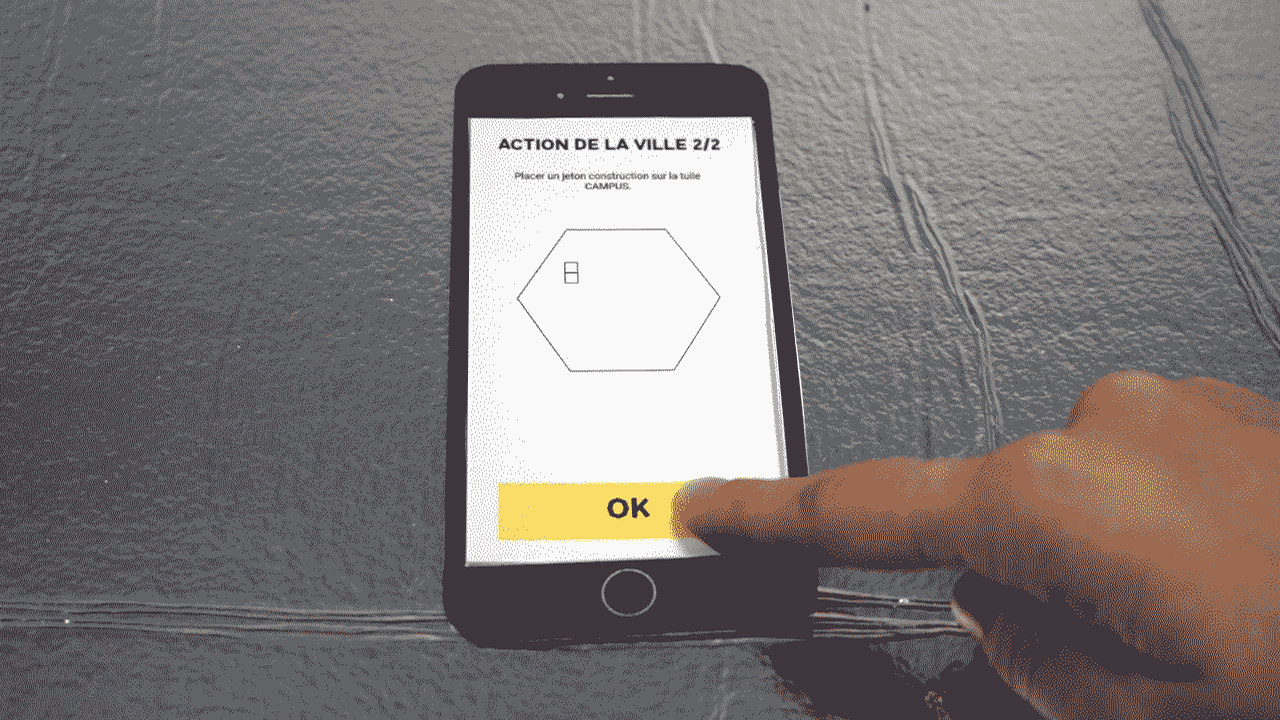 ACTION DE LA VILLE 2/2
Placer un jeton construction sur la tuile
CAMPUS.
OK